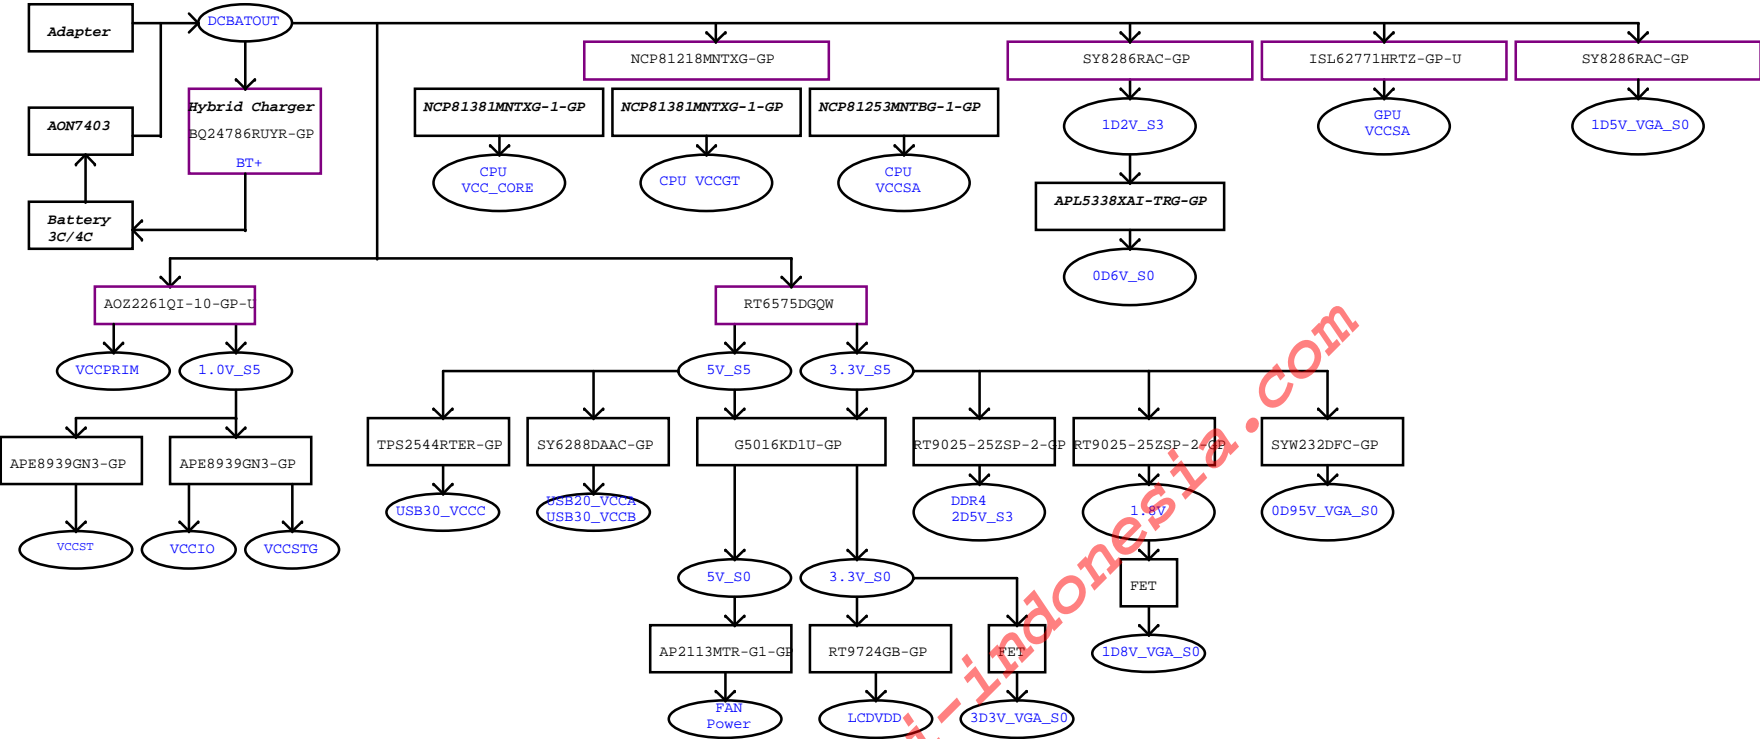 Adapter
DCBATOUT
NCP81218MNTXG-GP
SY8286RAC-GP
ISL62771HRTZ-GP-U
SY8286RAC-GP
AON7403
Hybrid Charger
BQ24786RUYR-GP
BT+
NCP81381MNTXG-1-GP
NCP81381MNTXG-1-GP
NCP81253MNTBG-1-GP
1D2V_S3
GPU
VCCSA
1D5V_VGA_S0
CPU
VCC_CORE
CPU VCCGT
CPU
VCCSA
APL5338XAI-TRG-GP
Battery
3C/4C
0D6V_S0
AOZ2261QI-10-GP-U
RT6575DGQW
VCCPRIM
1.0V_S5
5V_S5
3.3V_S5
APE8939GN3-GP
APE8939GN3-GP
TPS2544RTER-GP
SY6288DAAC-GP
G5016KD1U-GP
RT9025-25ZSP-2-GP
RT9025-25ZSP-2-GP
SYW232DFC-GP
USB30_VCCC
USB20_VCCA
USB30_VCCB
DDR4
2D5V_S3
1.8V
0D95V_VGA_S0
VCCST
VCCIO
VCCSTG
5V_S0
3.3V_S0
FET
AP2113MTR-G1-GP
RT9724GB-GP
FET
1D8V_VGA_S0
FAN
Power
LCDVDD
3D3V_VGA_S0
i-indonesia.com